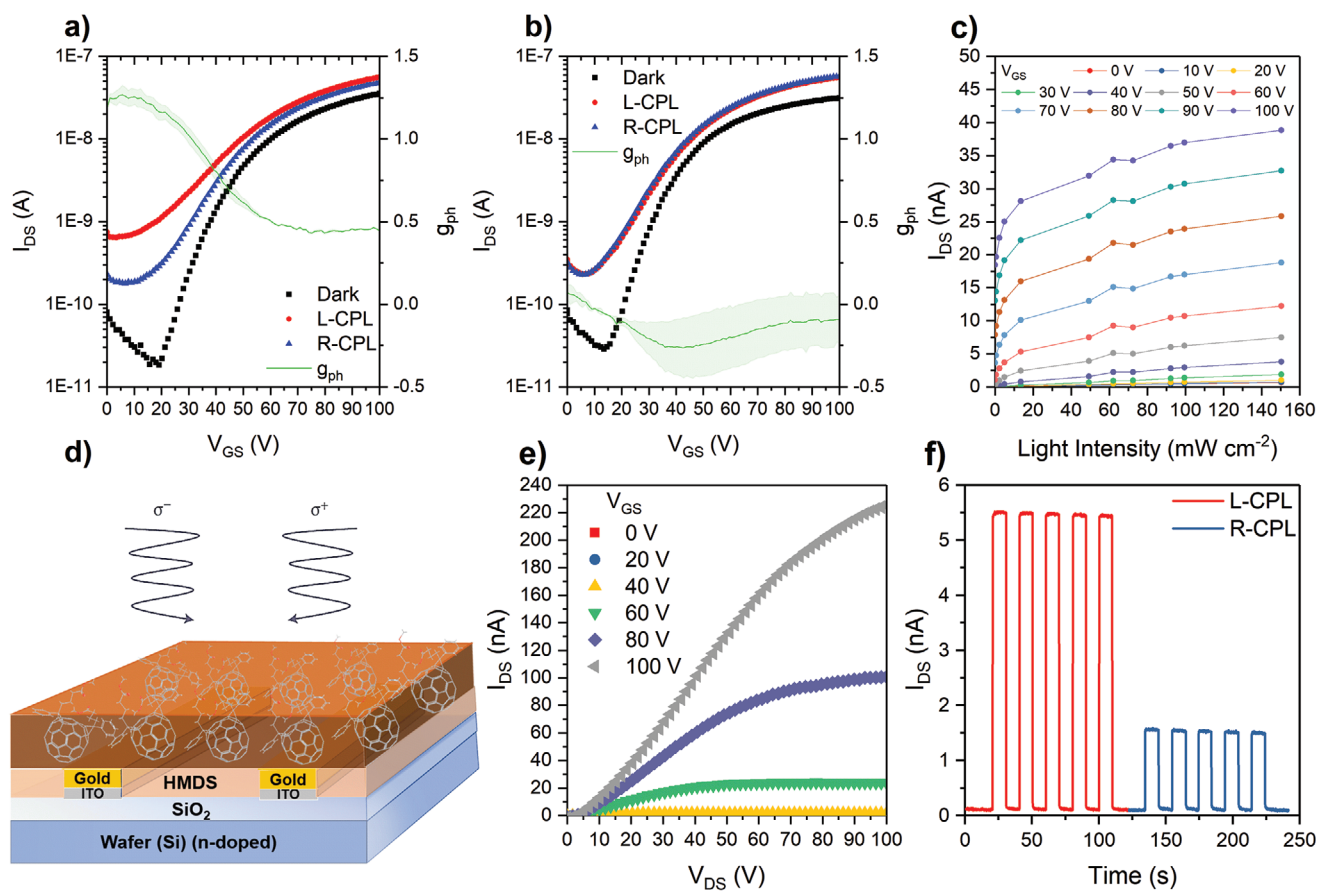 a)
1E-7
1E-8
1E-9
1E-10
1E-11
I_DS (A)
1.5
1.0
0.5
0.0
-0.5
g_ph
Dark
L-CPL
R-CPL
g_ph
0 10 20 30 40 50 60 70 80 90 100
V_GS (V)
b)
1E-7
1E-8
1E-9
1E-10
1E-11
I_DS (A)
1.5
1.0
0.5
0.0
-0.5
g_ph
Dark
L-CPL
R-CPL
g_ph
0 10 20 30 40 50 60 70 80 90 100
V_GS (V)
c)
50
45
40
35
30
25
20
15
10
5
0
I_DS (nA)
V_GS
0 V 10 V 20 V
30 V 40 V 50 V 60 V
70 V 80 V 90 V 100 V
0 20 40 60 80 100 120 140 160
Light Intensity (mW cm⁻²)
d)
σ⁻ σ⁺
Gold HMDS Gold
ITO ITO
SiO₂
Wafer (Si) (n-doped)
e)
240
220
200
180
160
140
120
100
80
60
40
20
0
I_DS (nA)
V_GS
0 V
20 V
40 V
60 V
80 V
100 V
0 10 20 30 40 50 60 70 80 90 100
V_DS (V)
f)
6
5
4
3
2
1
0
I_DS (nA)
L-CPL
R-CPL
0 50 100 150 200 250
Time (s)